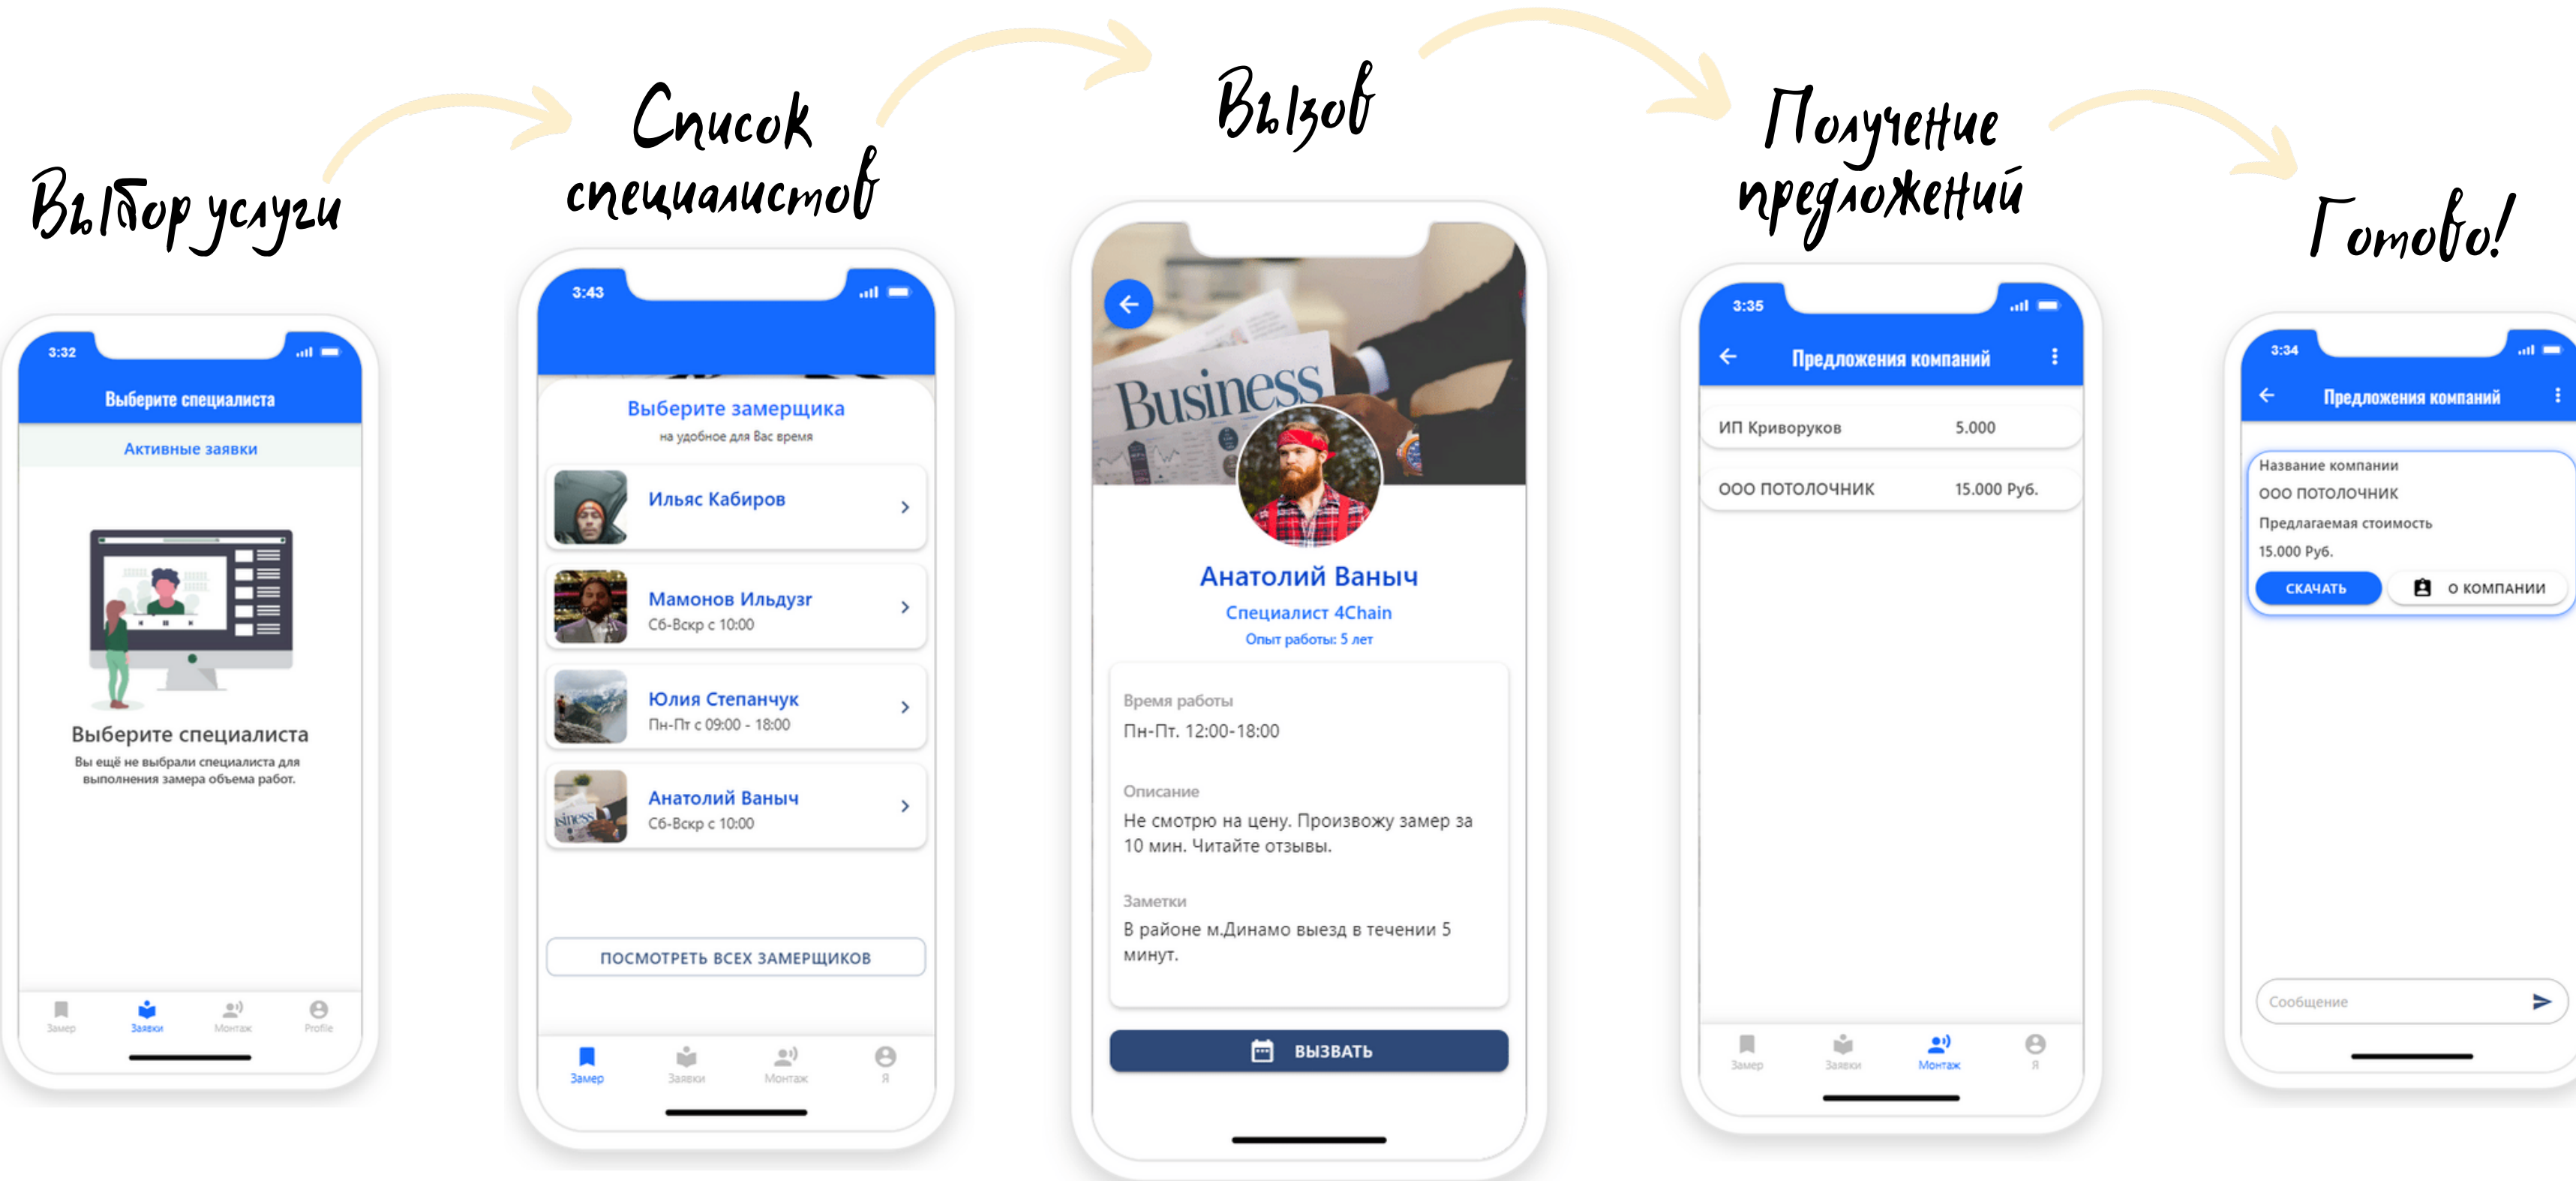 Выбор услуги
Список
специалистов
Вызов
Получение
предложений
Готово!
3:32
Выберите специалиста
Активные заявки
Выберите специалиста
Вы ещё не выбрали специалиста для
выполнения замера объема работ.
Замер
Заявки
Монтаж
Profile
3:43
Выберите замерщика
на удобное для Вас время
Ильяс Кабиров
Мамонов Ильдузг
Сб-Вскр с 10:00
Юлия Степанчук
Пн-Пт с 09:00 - 18:00
Анатолий Ваныч
Сб-Вскр с 10:00
ПОСМОТРЕТЬ ВСЕХ ЗАМЕРЩИКОВ
Замер
Заявки
Монтаж
Я
Business
Анатолий Ваныч
Специалист 4Chain
Опыт работы: 5 лет
Время работы
Пн-Пт. 12:00-18:00
Описание
Не смотрю на цену. Произвожу замер за
10 мин. Читайте отзывы.
Заметки
В районе м.Динамо выезд в течении 5
минут.
ВЫЗВАТЬ
3:35
Предложения компаний
ИП Криворуков 5.000
ООО ПОТОЛОЧНИК 15.000 Руб.
Замер
Заявки
Монтаж
Я
3:34
Предложения компаний
Название компании
ООО ПОТОЛОЧНИК
Предлагаемая стоимость
15.000 Руб.
СКАЧАТЬ
О КОМПАНИИ
Сообщение